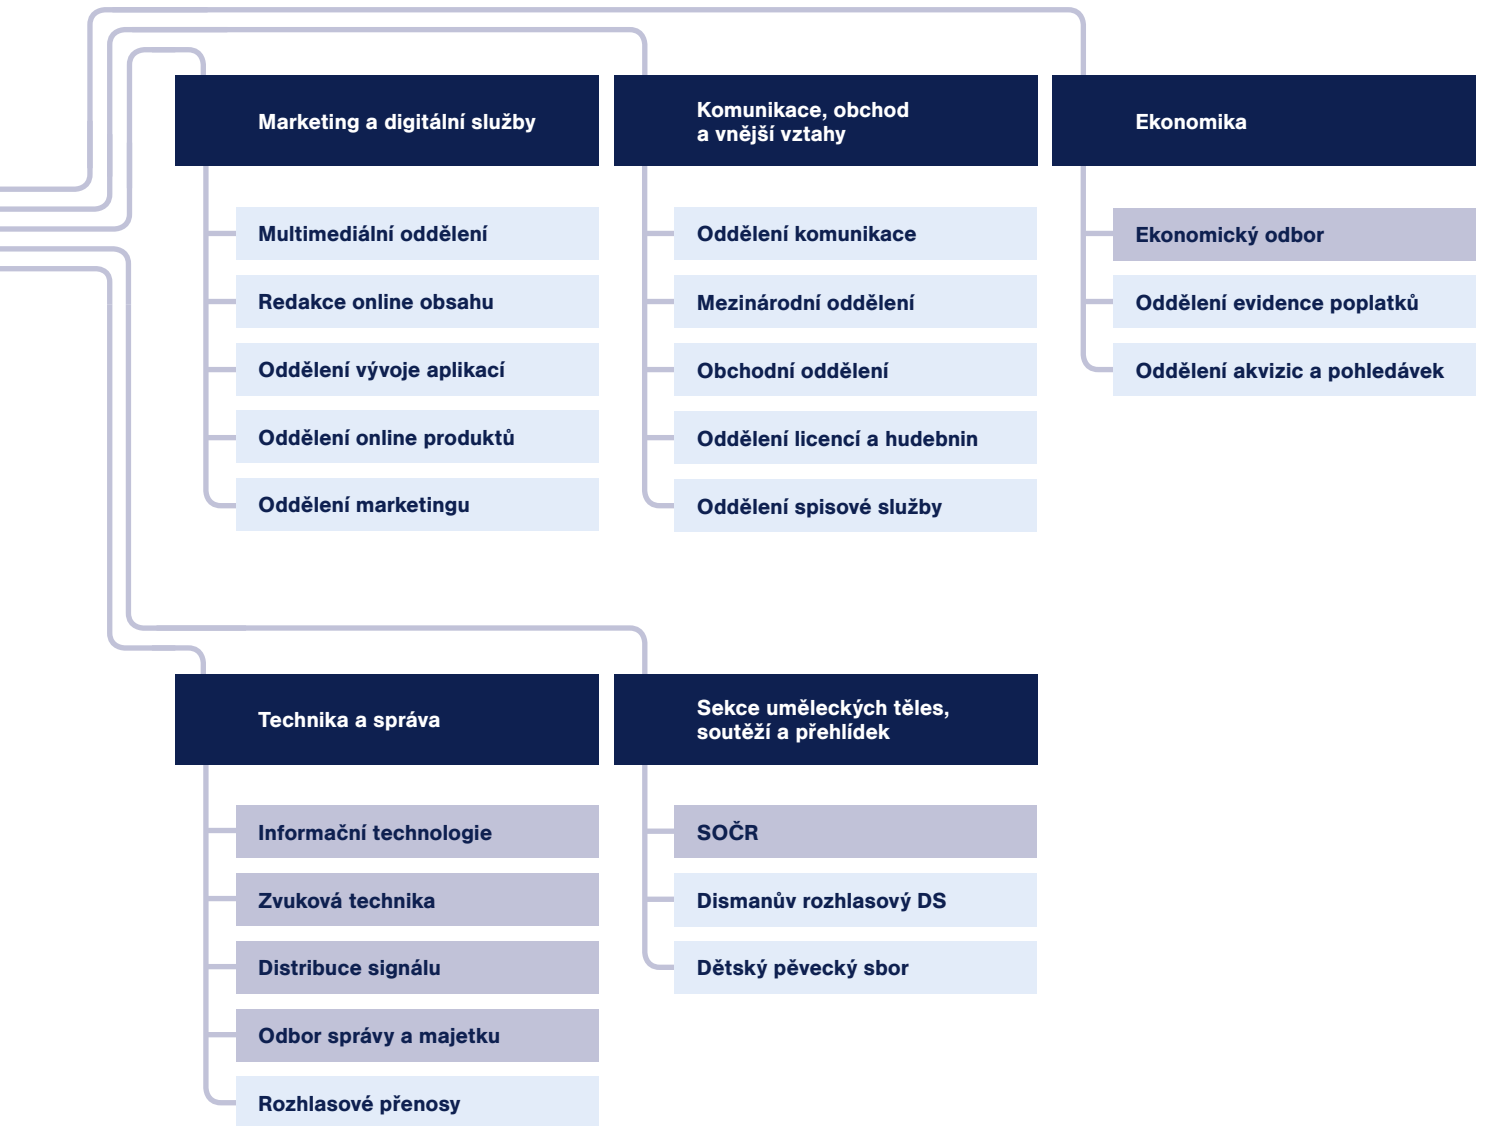 Marketing a digitální služby
Multimediální oddělení
Redakce online obsahu
Oddělení vývoje aplikací
Oddělení online produktů
Oddělení marketingu
Komunikace, obchod
a vnější vztahy
Oddělení komunikace
Mezinárodní oddělení
Obchodní oddělení
Oddělení licencí a hudebnin
Oddělení spisové služby
Ekonomika
Ekonomický odbor
Oddělení evidence poplatků
Oddělení akvizic a pohledávek
Technika a správa
Informační technologie
Zvuková technika
Distribuce signálu
Odbor správy a majetku
Rozhlasové přenosy
Sekce uměleckých těles,
soutěží a přehlídek
SOČR
Dismanův rozhlasový DS
Dětský pěvecký sbor